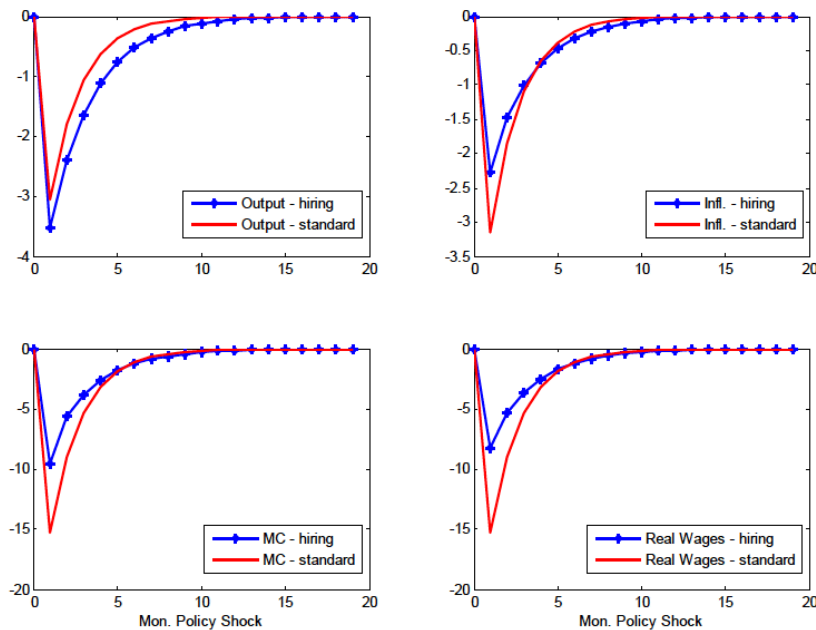 0
-1
-2
-3
-4
0 5 10 15 20
Output - hiring
Output - standard
0
-0.5
-1
-1.5
-2
-2.5
-3
-3.5
0 5 10 15 20
Infl. - hiring
Infl. - standard
0
-5
-10
-15
-20
0 5 10 15 20
MC - hiring
MC - standard
Mon. Policy Shock
0
-5
-10
-15
-20
0 5 10 15 20
Real Wages - hiring
Real Wages - standard
Mon. Policy Shock